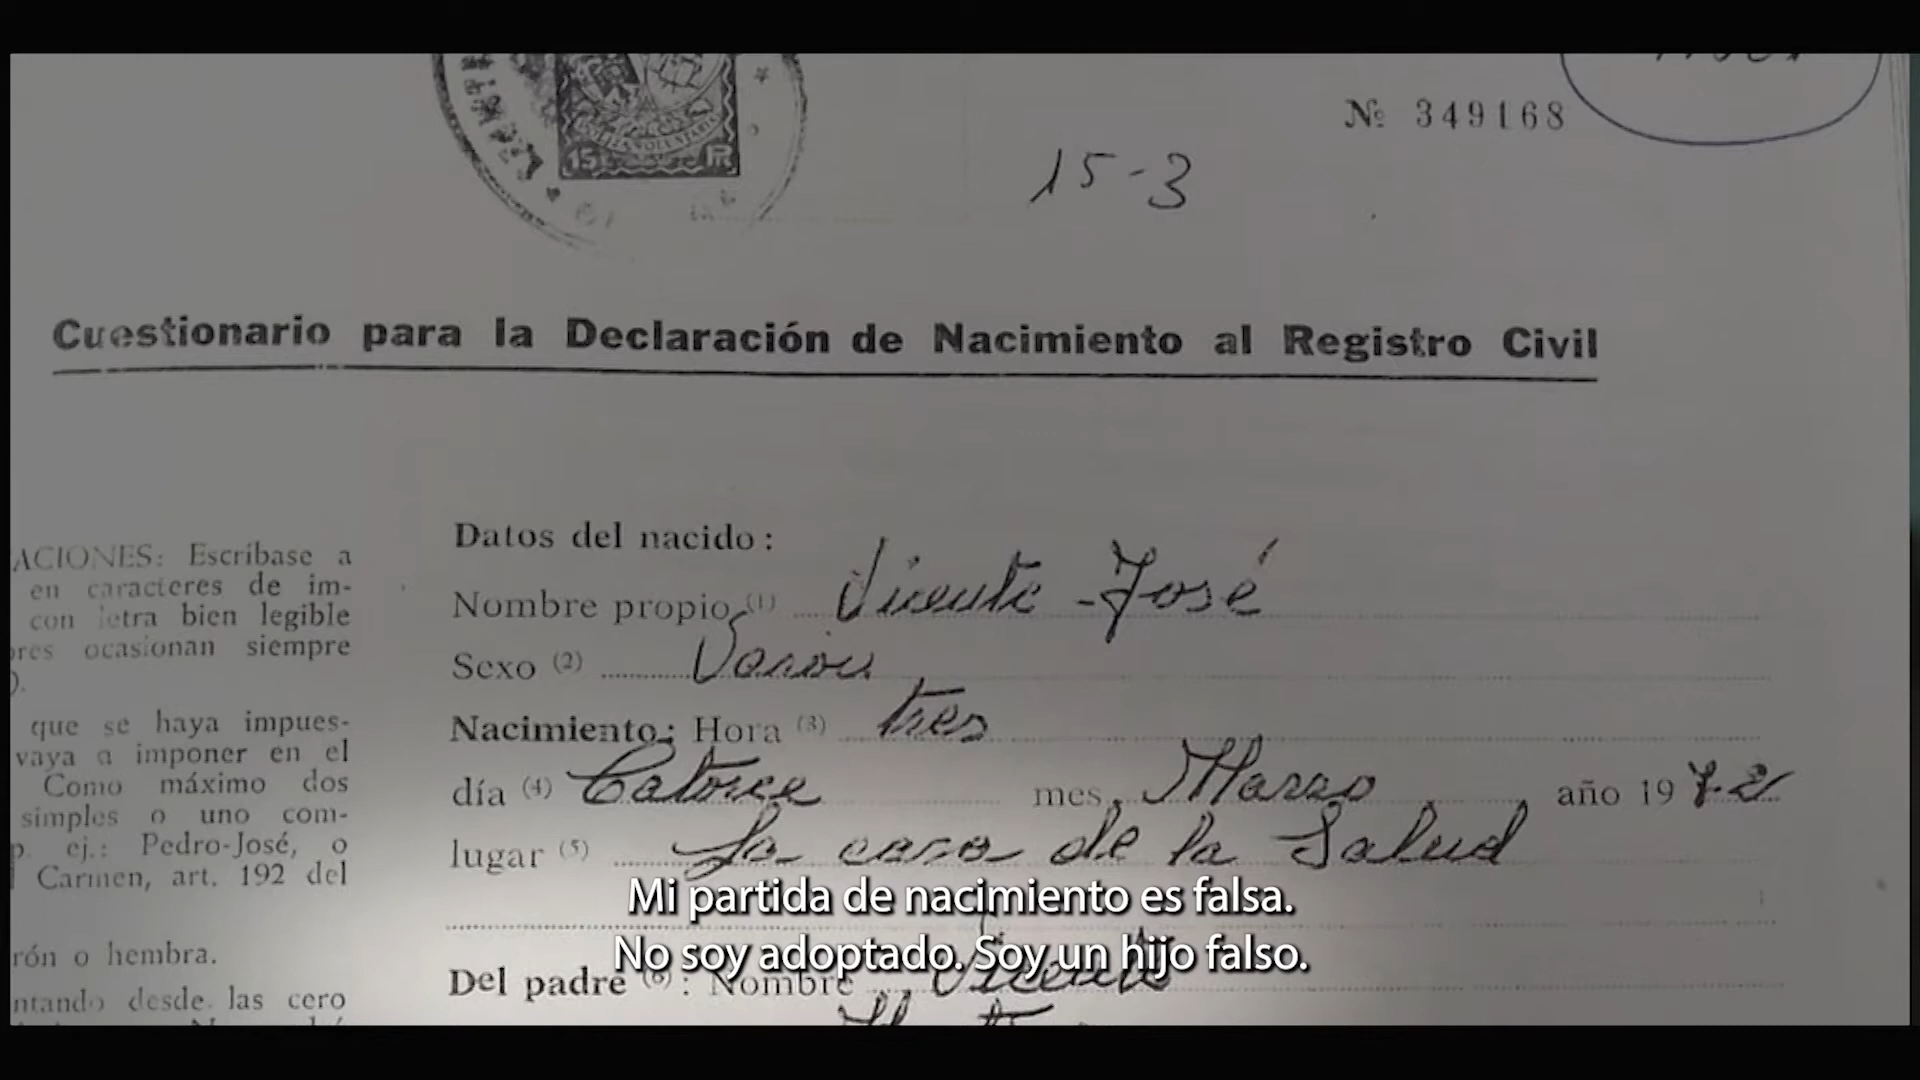 15 PTS
Nº 349168
15-3
Cuestionario para la Declaración de Nacimiento al Registro Civil
ACIONES: Escríbase a
en caracteres de im-
con letra bien legible
ores ocasionan siempre
).
que se haya impues-
vaya a imponer en el
Como máximo dos
simples o uno com-
p. ej.: Pedro-José, o
Carmen, art. 192 del
rón o hembra.
ntando desde las cero
Datos del nacido:
Nombre propio (1) Vicente-José
Sexo (2) Varón
Nacimiento: Hora (3) tres
día (4) Catorce mes Marzo año 1972
lugar (5) La casa de la Salud
Del padre (6): Nombre Vicente
Mi partida de nacimiento es falsa.
No soy adoptado. Soy un hijo falso.